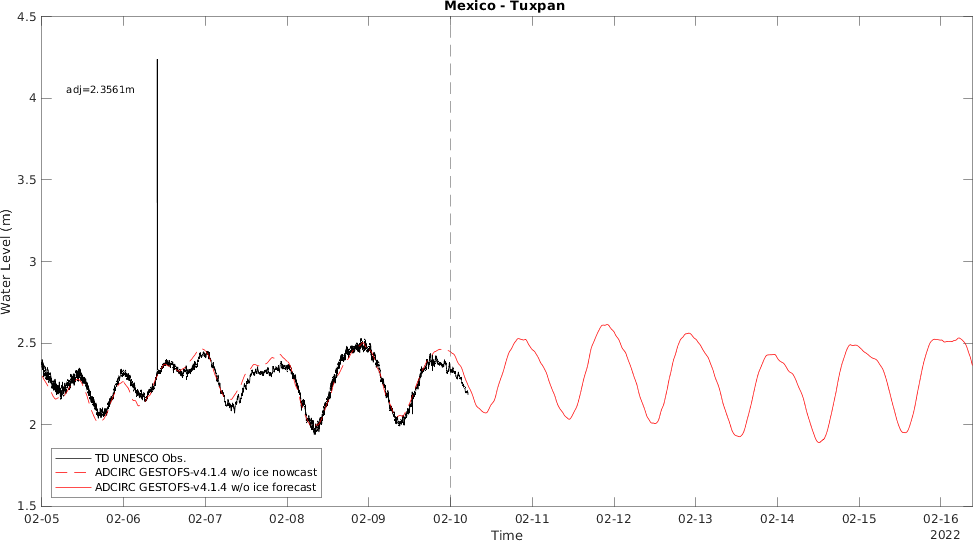 Mexico - Tuxpan
4.5
4
3.5
3
2.5
2
1.5
Water Level (m)
adj=2.3561m
TD UNESCO Obs.
ADCIRC GESTOFS-v4.1.4 w/o ice nowcast
ADCIRC GESTOFS-v4.1.4 w/o ice forecast
02-05 02-06 02-07 02-08 02-09 02-10 02-11 02-12 02-13 02-14 02-15 02-16
Time
2022